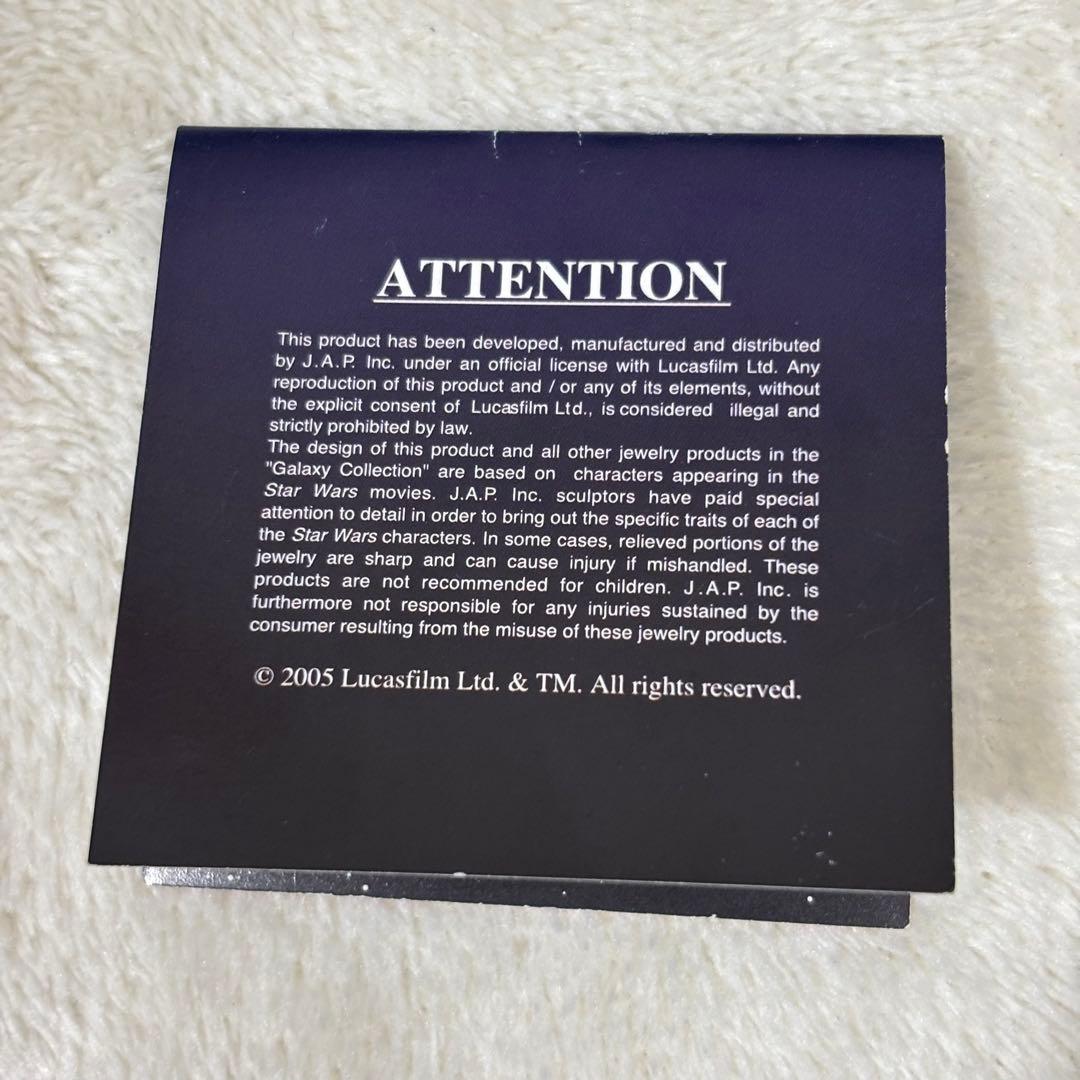 ATTENTION
This product has been developed, manufactured and distributed
by J.A.P. Inc. under an official license with Lucasfilm Ltd. Any
reproduction of this product and / or any of its elements, without
the explicit consent of Lucasfilm Ltd., is considered illegal and
strictly prohibited by law.
The design of this product and all other jewelry products in the
"Galaxy Collection" are based on characters appearing in the
Star Wars movies. J.A.P. Inc. sculptors have paid special
attention to detail in order to bring out the specific traits of each of
the Star Wars characters. In some cases, relieved portions of the
jewelry are sharp and can cause injury if mishandled. These
products are not recommended for children. J.A.P. Inc. is
furthermore not responsible for any injuries sustained by the
consumer resulting from the misuse of these jewelry products.
© 2005 Lucasfilm Ltd. & TM. All rights reserved.